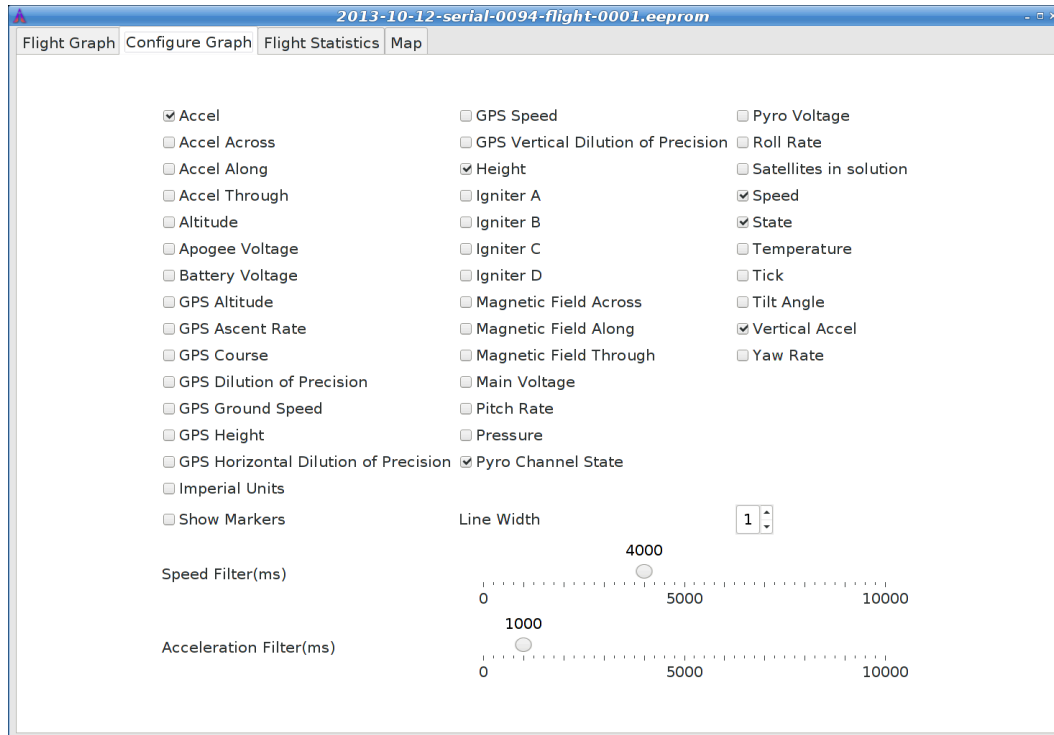 2013-10-12-serial-0094-flight-0001.eeprom
Flight Graph Configure Graph Flight Statistics Map
Accel GPS Speed Pyro Voltage
Accel Across GPS Vertical Dilution of Precision Roll Rate
Accel Along Height Satellites in solution
Accel Through Igniter A Speed
Altitude Igniter B State
Apogee Voltage Igniter C Temperature
Battery Voltage Igniter D Tick
GPS Altitude Magnetic Field Across Tilt Angle
GPS Ascent Rate Magnetic Field Along Vertical Accel
GPS Course Magnetic Field Through Yaw Rate
GPS Dilution of Precision Main Voltage
GPS Ground Speed Pitch Rate
GPS Height Pressure
GPS Horizontal Dilution of Precision Pyro Channel State
Imperial Units
Show Markers Line Width 1
4000
Speed Filter(ms)
0 5000 10000
1000
Acceleration Filter(ms)
0 5000 10000